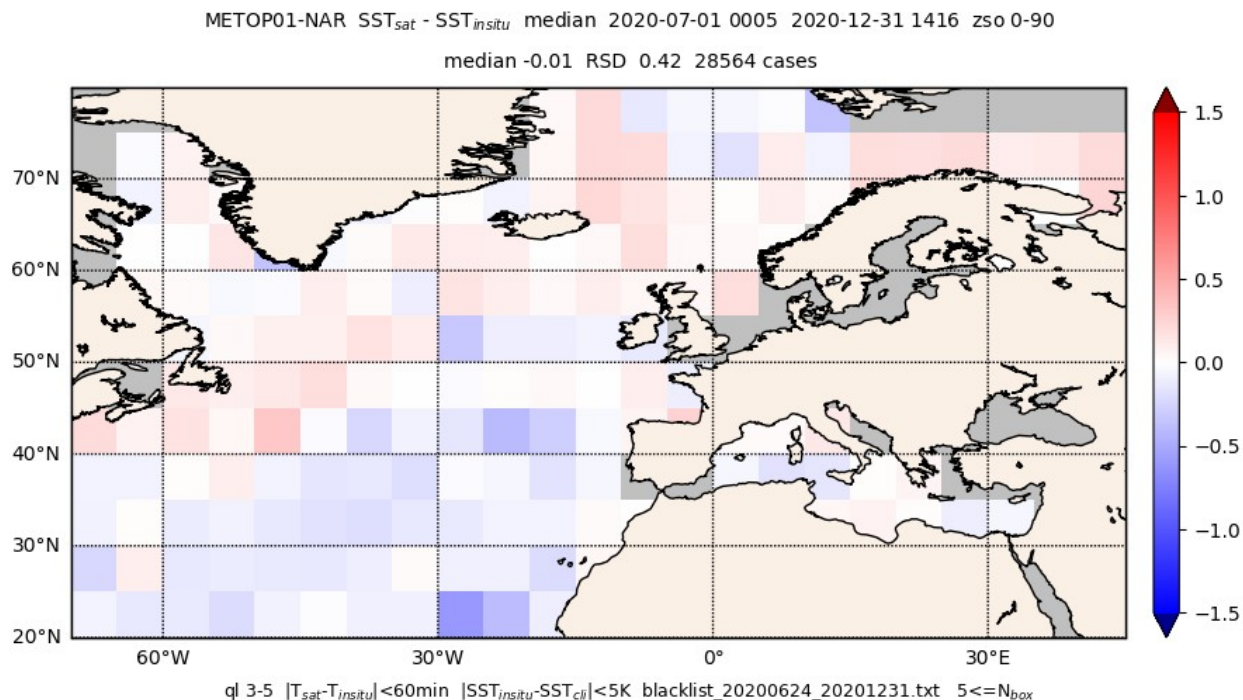 METOP01-NAR SST_sat - SST_insitu median 2020-07-01 0005 2020-12-31 1416 zso 0-90
median -0.01 RSD 0.42 28564 cases
70°N
60°N
50°N
40°N
30°N
20°N
60°W 30°W 0° 30°E
1.5
1.0
0.5
0.0
−0.5
−1.0
−1.5
ql 3-5 |T_sat-T_insitu|<60min |SST_insitu-SST_cli|<5K blacklist_20200624_20201231.txt 5<=N_box